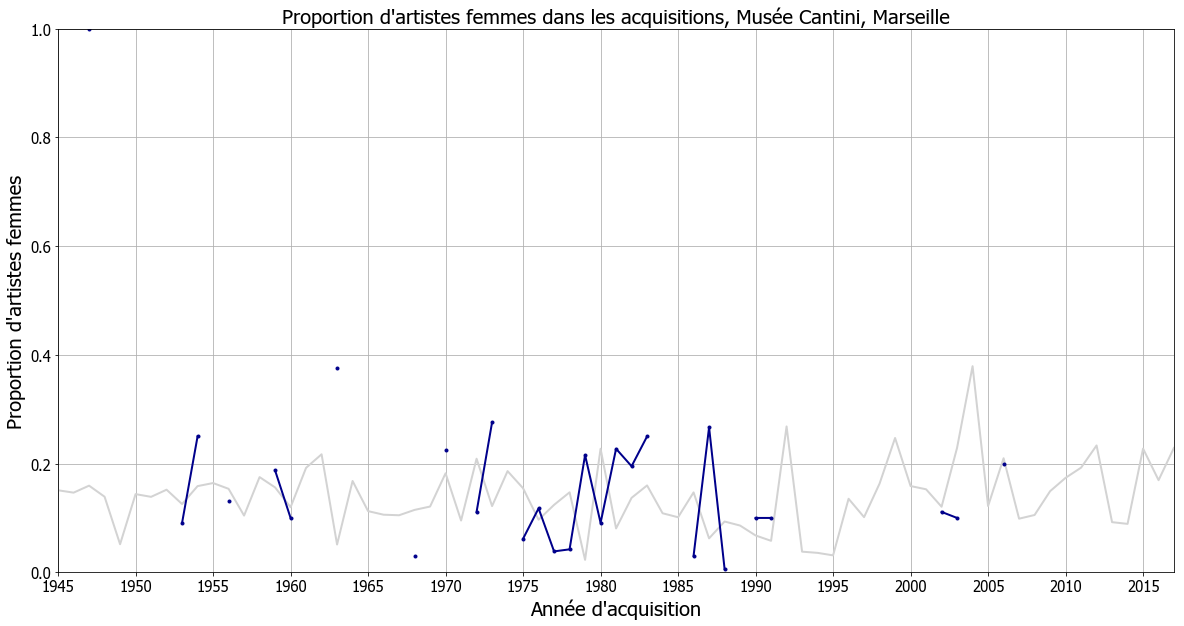 Proportion d'artistes femmes dans les acquisitions, Musée Cantini, Marseille
1.0
0.8
0.6
0.4
0.2
0.0
Proportion d'artistes femmes
1945 1950 1955 1960 1965 1970 1975 1980 1985 1990 1995 2000 2005 2010 2015
Année d'acquisition